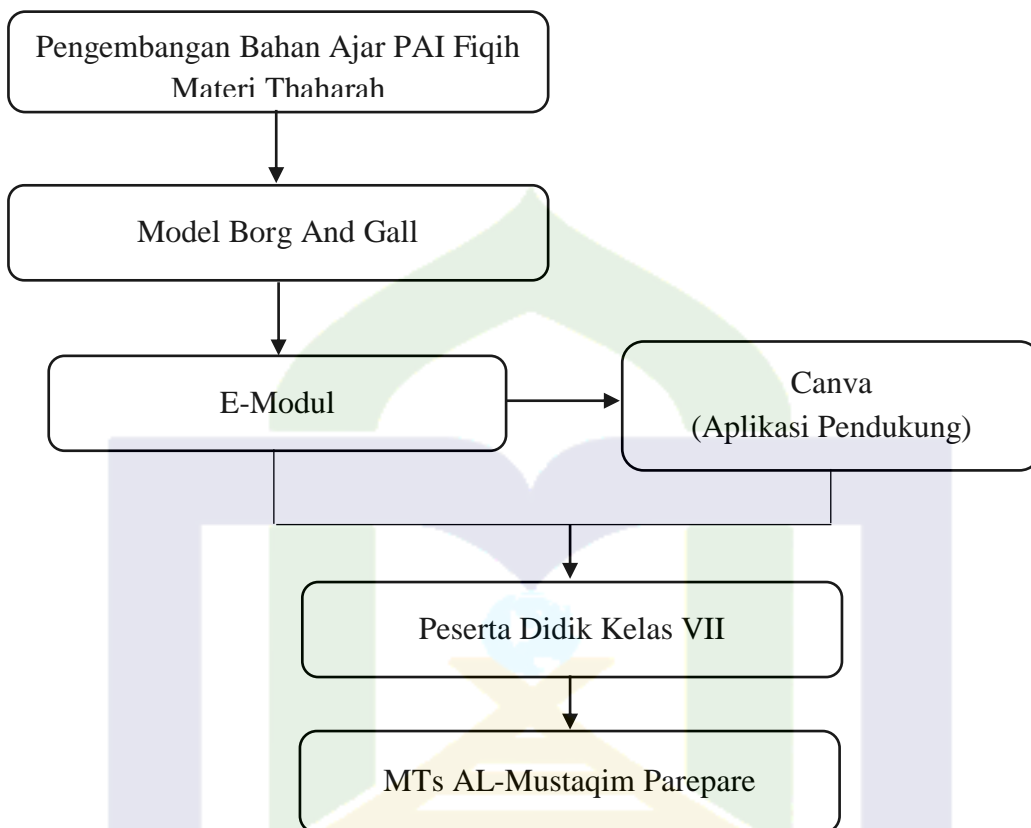 Pengembangan Bahan Ajar PAI Fiqih
Materi Thaharah
Model Borg And Gall
E-Modul
Canva
(Aplikasi Pendukung)
Peserta Didik Kelas VII
MTs AL-Mustaqim Parepare